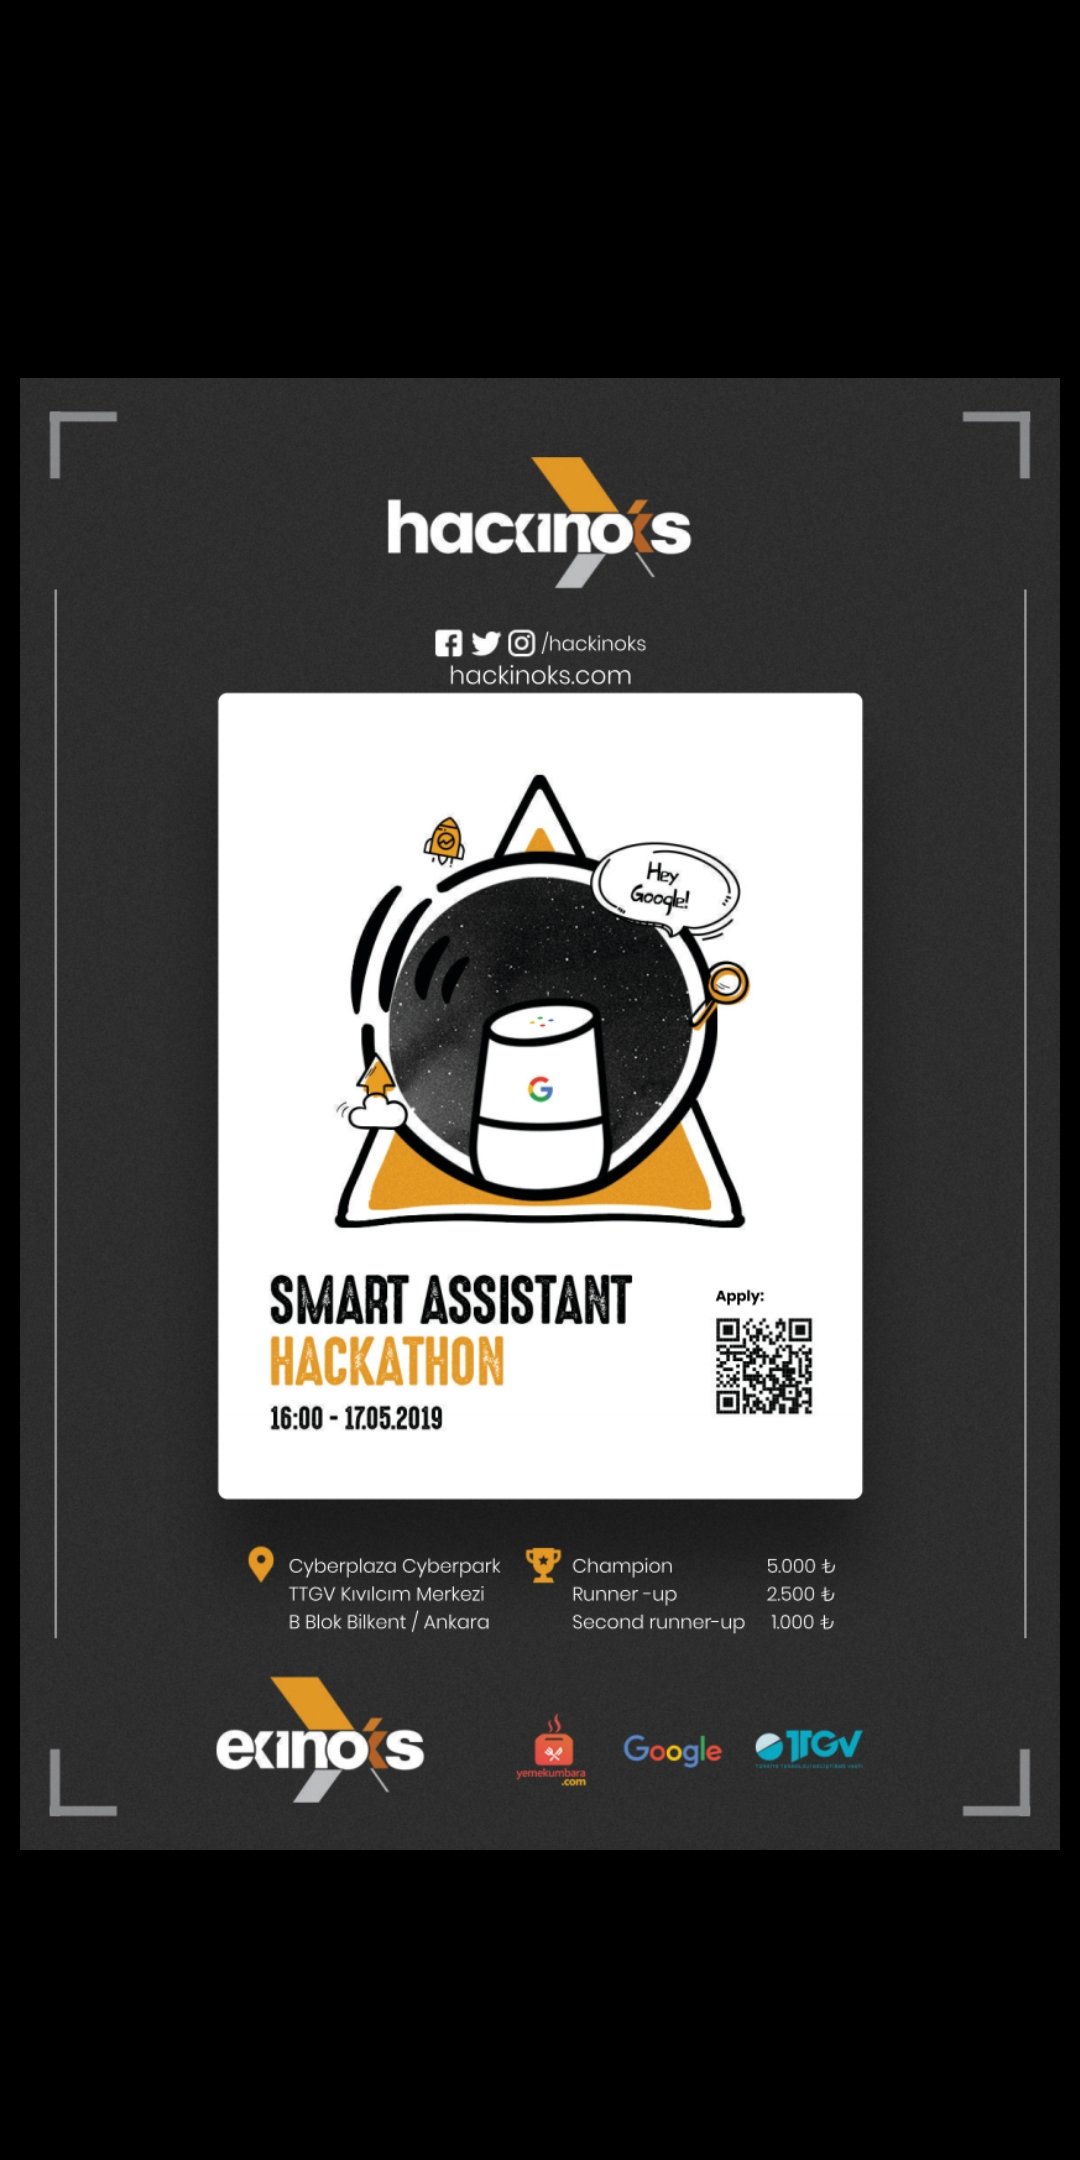 hackinoks
/hackinoks
hackinoks.com
Hey
Google!
G
SMART ASSISTANT
HACKATHON
16:00 - 17.05.2019
Apply:
Cyberplaza Cyberpark
TTGV Kıvılcım Merkezi
B Blok Bilkent / Ankara
Champion 5.000 ₺
Runner -up 2.500 ₺
Second runner-up 1.000 ₺
ekinoks
yemekumbara
.com
Google
TTGV